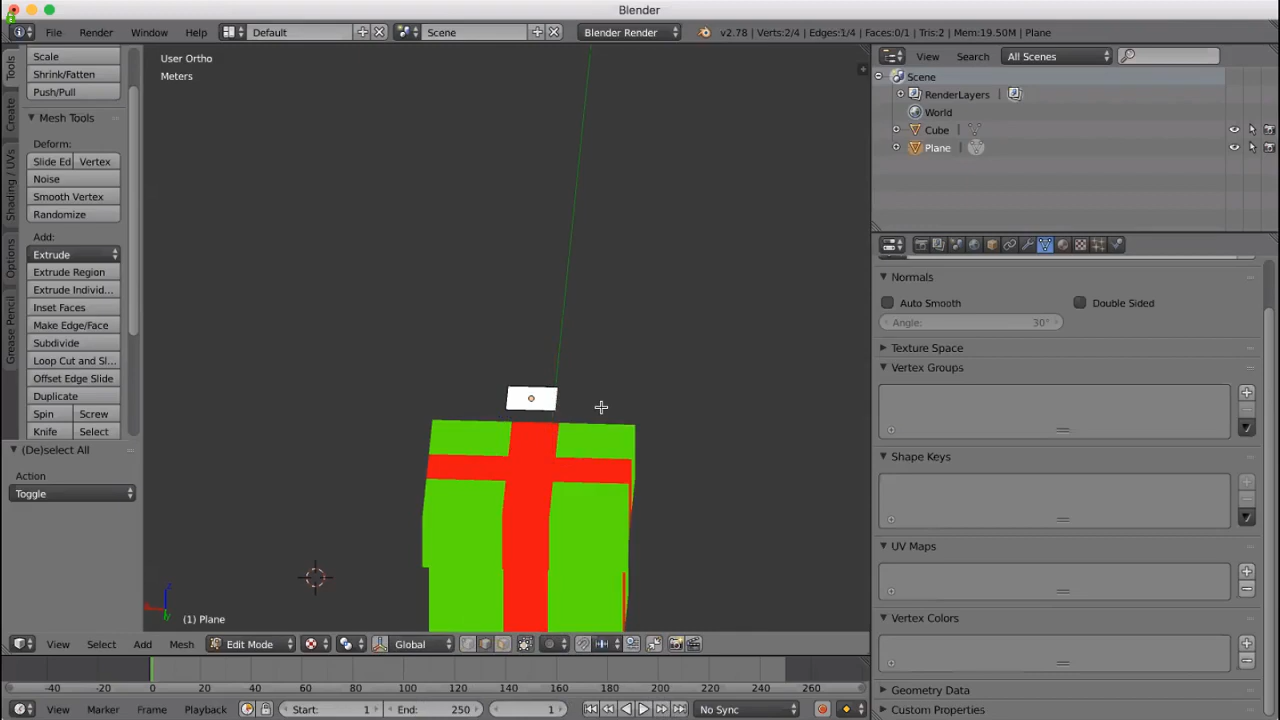 Blender
File Render Window Help Default Scene Blender Render v2.78 | Verts:2/4 | Edges:1/4 | Faces:0/1 | Tris:2 | Mem:19.50M | Plane
User Ortho
Meters
View Search All Scenes
Scene
RenderLayers
World
Cube
Plane
Tools
Create
Shading / UVs
Options
Grease Pencil
Scale
Shrink/Fatten
Push/Pull
Mesh Tools
Deform:
Slide Ed Vertex
Noise
Smooth Vertex
Randomize
Add:
Extrude
Extrude Region
Extrude Individ...
Inset Faces
Make Edge/Face
Subdivide
Loop Cut and Sl...
Offset Edge Slide
Duplicate
Spin Screw
Knife Select
(De)select All
Action
Toggle
Normals
Auto Smooth Double Sided
Angle: 30°
Texture Space
Vertex Groups
Shape Keys
UV Maps
Vertex Colors
Geometry Data
Custom Properties
(1) Plane
View Select Add Mesh Edit Mode Global
-40 -20 0 20 40 60 80 100 120 140 160 180 200 220 240 260
View Marker Frame Playback Start: 1 End: 250 1 No Sync